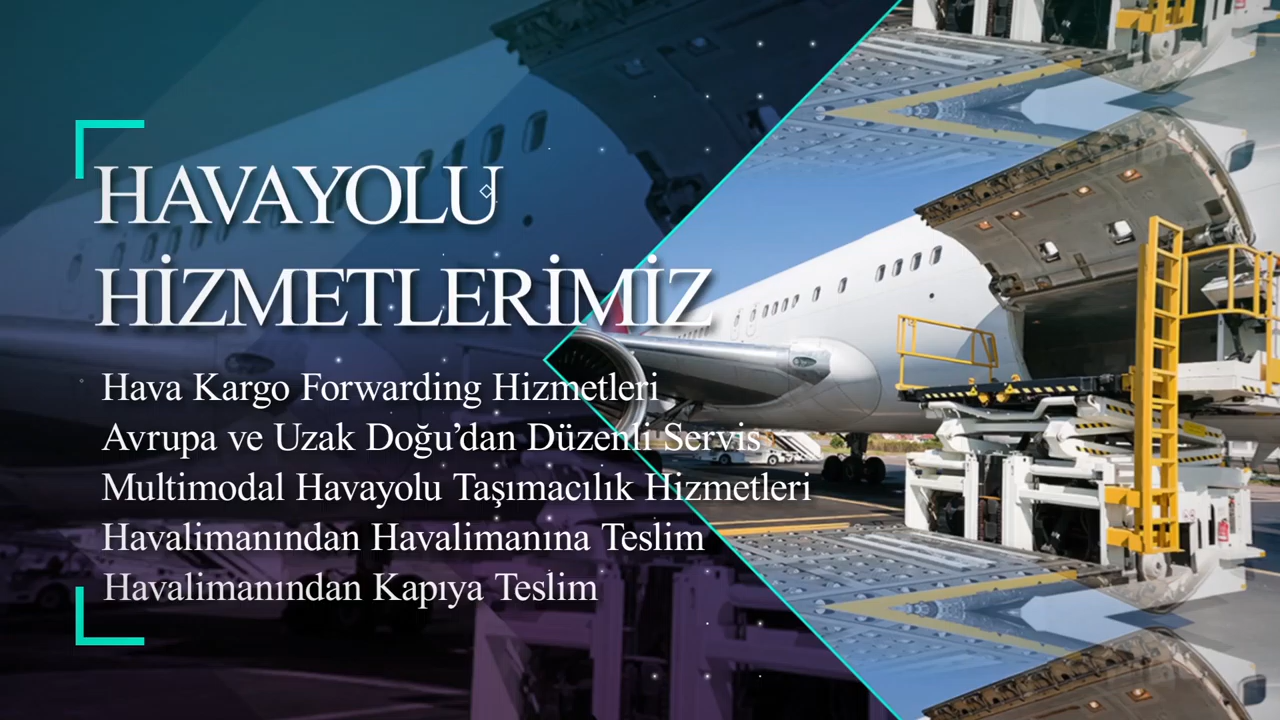 HAVAYOLU
HİZMETLERİMİZ
Hava Kargo Forwarding Hizmetleri
Avrupa ve Uzak Doğu’dan Düzenli Servis
Multimodal Havayolu Taşımacılık Hizmetleri
Havalimanından Havalimanına Teslim
Havalimanından Kapıya Teslim